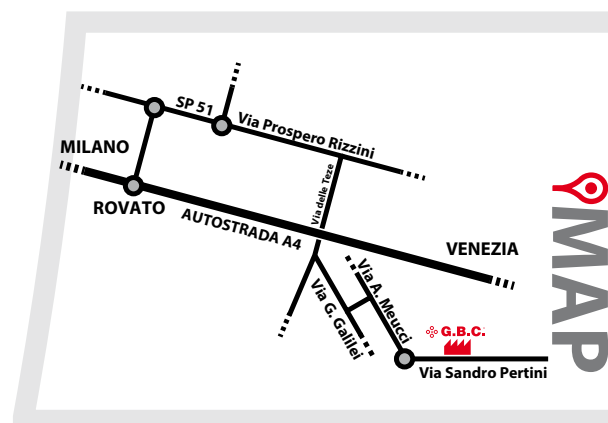 SP 51
Via Prospero Rizzini
MILANO
Via delle Teze
ROVATO
AUTOSTRADA A4
VENEZIA
MAP
Via G. Galilei
Via A. Meucci
G.B.C.
Via Sandro Pertini